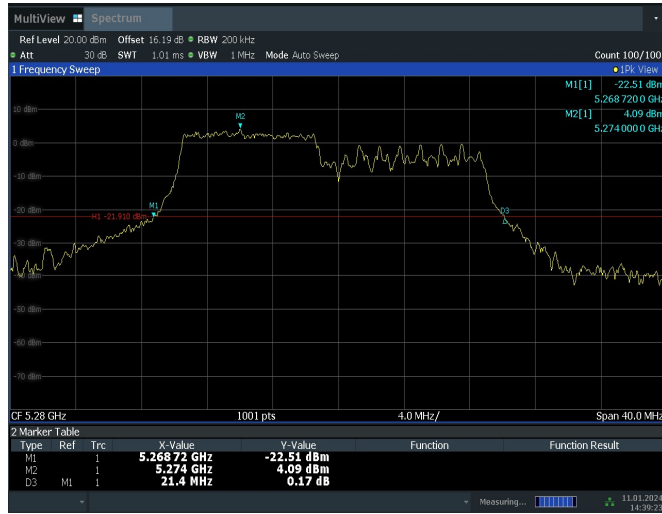 MultiView Spectrum
Ref Level 20.00 dBm Offset 16.19 dB RBW 200 kHz
Att 30 dB SWT 1.01 ms VBW 1 MHz Mode Auto Sweep Count 100/100
1 Frequency Sweep 1Pk View
M1[1] -22.51 dBm
5.268 7200 GHz
M2[1] 4.09 dBm
5.274 0000 GHz
10 dBm
M2
0 dBm
-10 dBm
M1
-20 dBm
D3
H1 -21.910 dBm
-30 dBm
-40 dBm
-50 dBm
-60 dBm
-70 dBm
CF 5.28 GHz 1001 pts 4.0 MHz/ Span 40.0 MHz
2 Marker Table
Type Ref Trc X-Value Y-Value Function Function Result
M1 1 5.268 72 GHz -22.51 dBm
M2 1 5.274 GHz 4.09 dBm
D3 M1 1 21.4 MHz 0.17 dB
Measuring... 11.01.2024
14:39:23